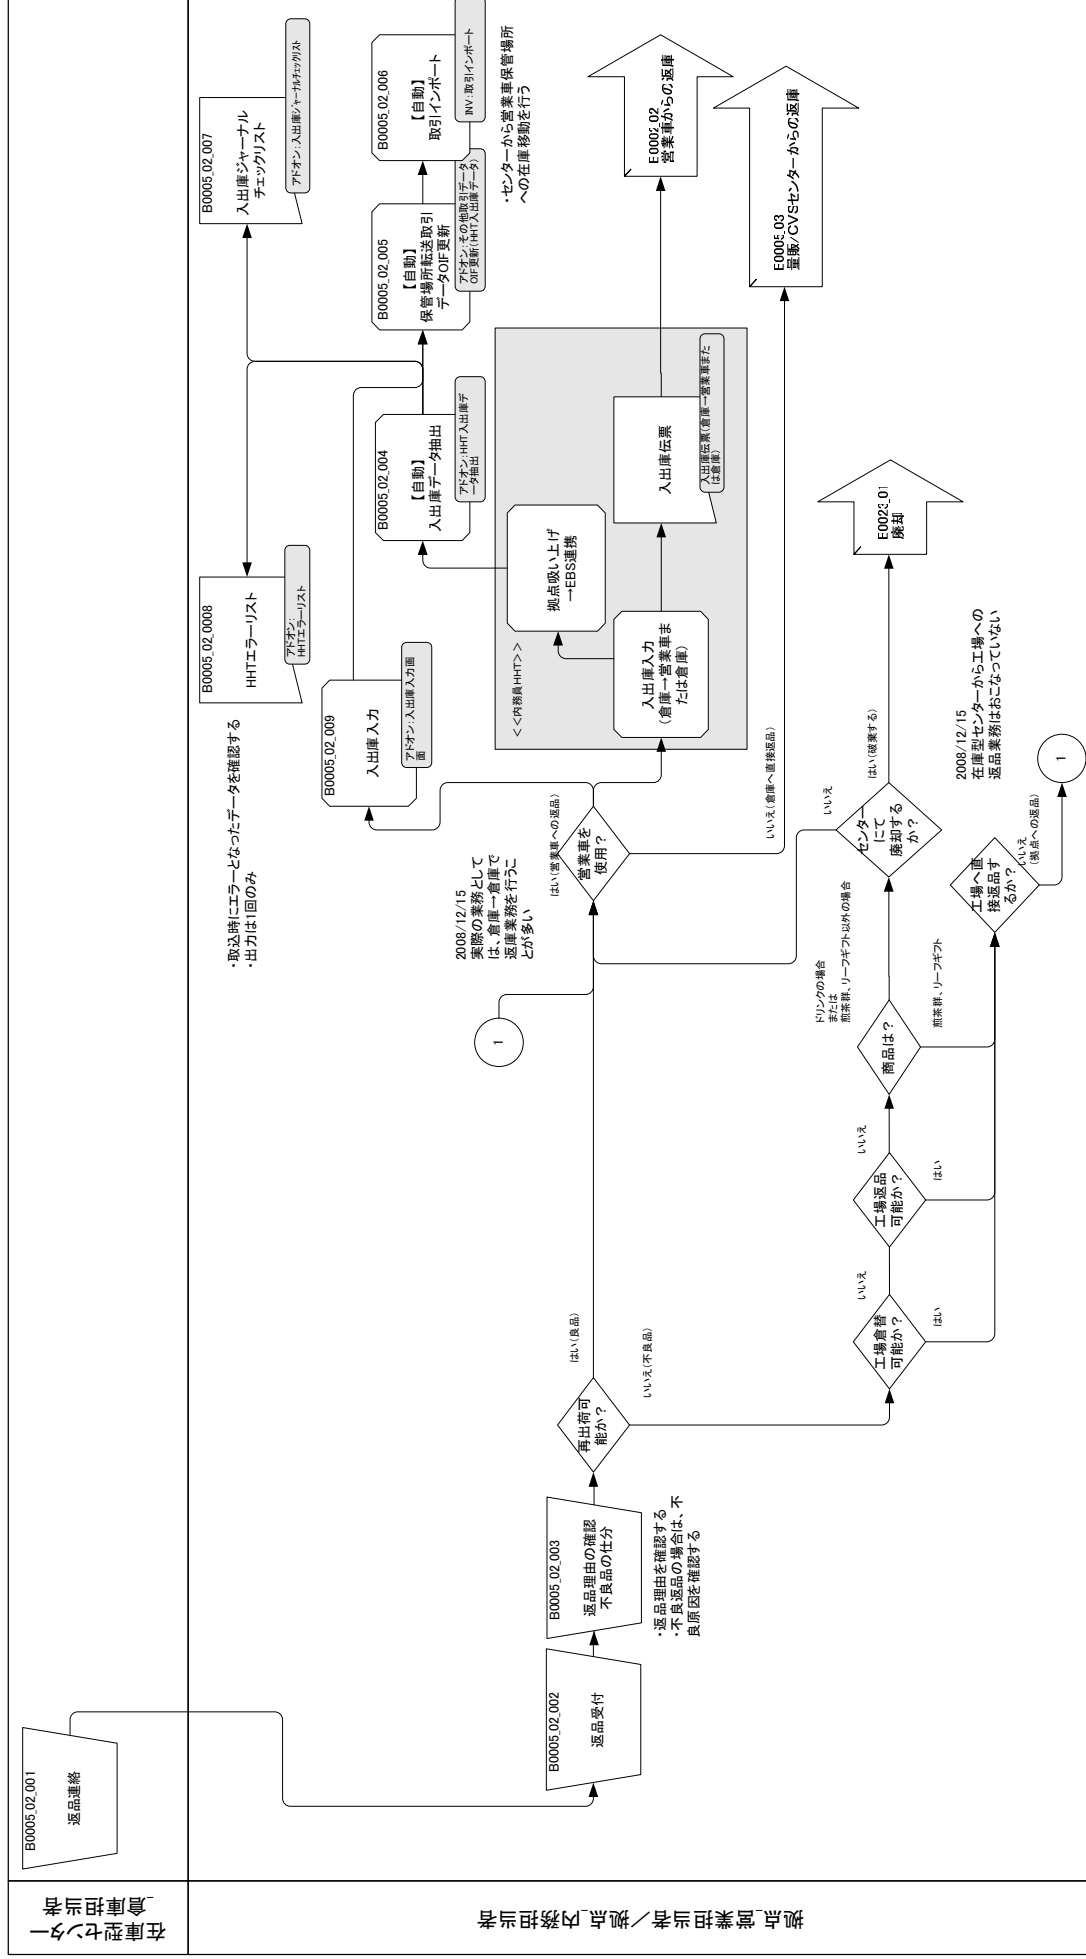 在庫型センター
_倉庫担当者
拠点_営業担当者／拠点_内務担当者
B0005_02_001
返品連絡
B0005_02_002
返品受付
B0005_02_003
返品理由の確認
不良品の仕分
・返品理由を確認する
・不良返品の場合は、不
良原因を確認する
再出荷可
能か？
はい（良品）
いいえ（不良品）
工場倉替
可能か？
いいえ
はい
工場返品
可能か？
いいえ
はい
商品は？
ドリンクの場合
または
煎茶群、リーフギフト以外の場合
煎茶群、リーフギフト
工場へ直
接返品す
るか？
いいえ
（拠点への返品）
1
2008/12/15
在庫型センターから工場への
返品業務はおこなっていない
センター
にて
廃却する
か？
いいえ
はい（破棄する）
E0023_01
廃却
1
2008/12/15
実際の業務として
は、倉庫→倉庫で
返庫業務を行うこ
とが多い
営業車を
使用？
はい（営業車への返品）
いいえ（倉庫へ直接返品）
・取込時にエラーとなったデータを確認する
・出力は1回のみ
B0005_02_0008
HHTエラーリスト
アドオン：
HHTエラーリスト
B0005_02_009
入出庫入力
アドオン：入出庫入力画
面
＜＜内務員HHT＞＞
入出庫入力
（倉庫→営業車ま
たは倉庫）
拠点吸い上げ
→EBS連携
入出庫伝票
入出庫伝票（倉庫→営業車また
は倉庫）
B0005_02_004
【自動】
入出庫データ抽出
アドオン：HHT入出庫デ
ータ抽出
B0005_02_005
【自動】
保管場所転送取引
データOIF更新
アドオン：その他取引データ
OIF更新（HHT入出庫データ）
B0005_02_006
【自動】
取引インポート
INV：取引インポート
B0005_02_007
入出庫ジャーナル
チェックリスト
アドオン：入出庫ジャーナルチェックリスト
・センターから営業車保管場所
への在庫移動を行う
E0002_02
営業車からの返庫
E0005_03
量販/CVSセンターからの返庫